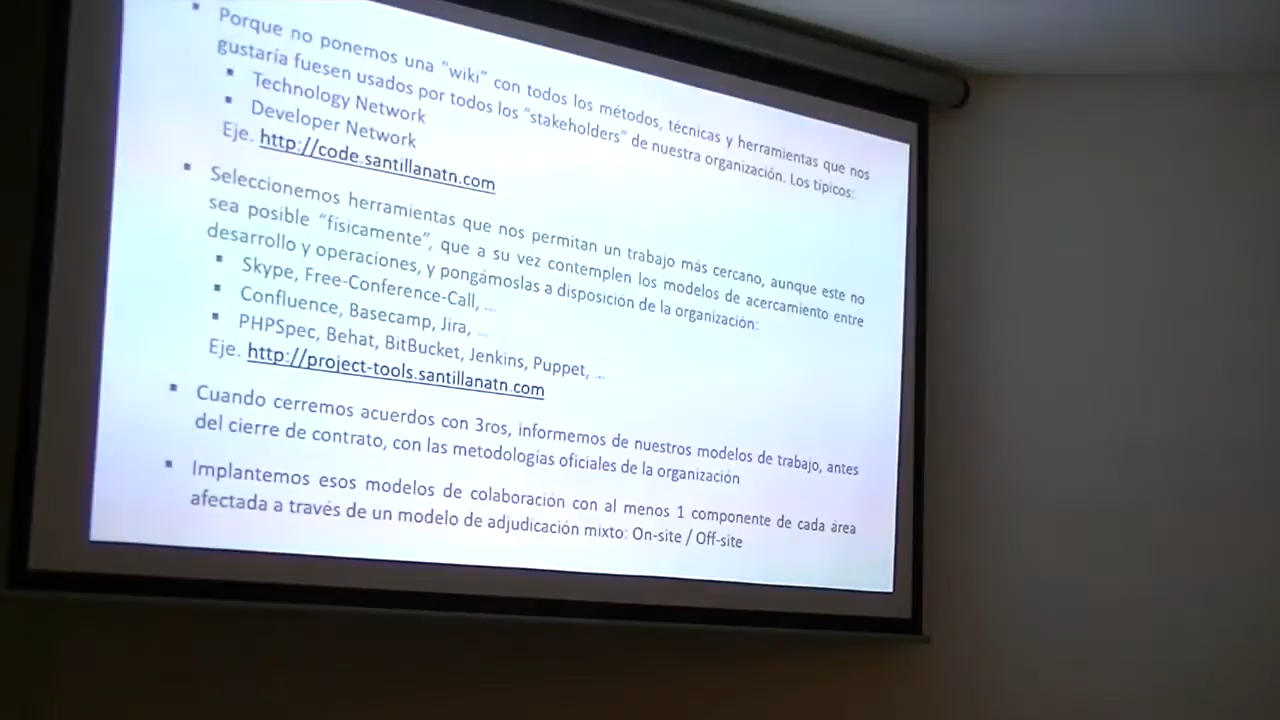 ▪ Porque no ponemos una "wiki" con todos los métodos, técnicas y herramientas que nos
gustaría fuesen usados por todos los "stakeholders" de nuestra organización. Los típicos:
▪ Technology Network
▪ Developer Network
Eje. http://code.santillanatn.com
▪ Seleccionemos herramientas que nos permitan un trabajo más cercano, aunque este no
sea posible "físicamente", que a su vez contemplen los modelos de acercamiento entre
desarrollo y operaciones, y pongámoslas a disposición de la organización:
▪ Skype, Free-Conference-Call, ...
▪ Confluence, Basecamp, Jira, ...
▪ PHPSpec, Behat, BitBucket, Jenkins, Puppet, ...
Eje. http://project-tools.santillanatn.com
▪ Cuando cerremos acuerdos con 3ros, informemos de nuestros modelos de trabajo, antes
del cierre de contrato, con las metodologías oficiales de la organización
▪ Implantemos esos modelos de colaboración con al menos 1 componente de cada área
afectada a través de un modelo de adjudicación mixto: On-site / Off-site